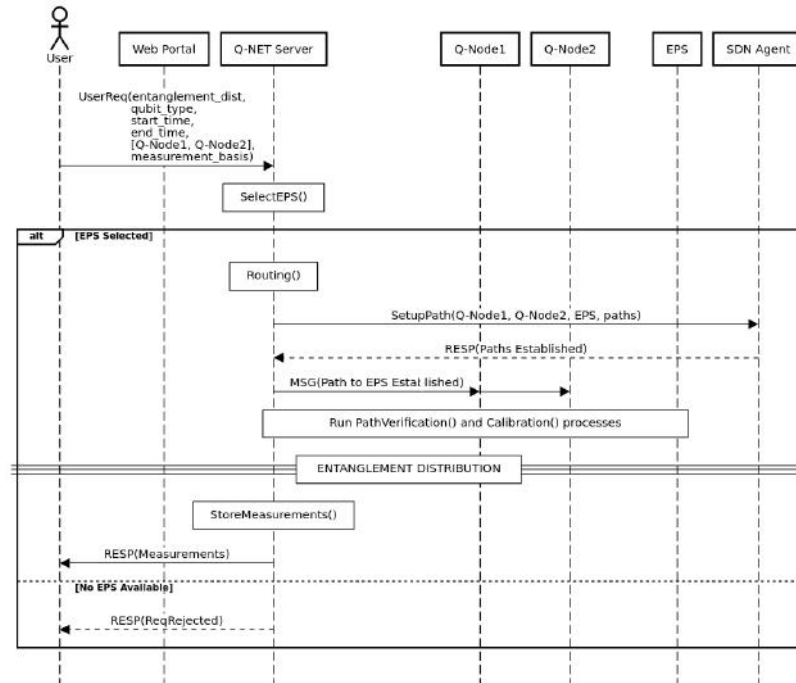 User
Web Portal
Q-NET Server
Q-Node1
Q-Node2
EPS
SDN Agent
UserReq(entanglement_dist,
qubit_type,
start_time,
end_time,
[Q-Node1, Q-Node2],
measurement_basis)
SelectEPS()
alt
[EPS Selected]
Routing()
SetupPath(Q-Node1, Q-Node2, EPS, paths)
RESP(Paths Established)
MSG(Path to EPS Estal lished)
Run PathVerification() and Calibration() processes
ENTANGLEMENT DISTRIBUTION
StoreMeasurements()
RESP(Measurements)
[No EPS Available]
RESP(ReqRejected)